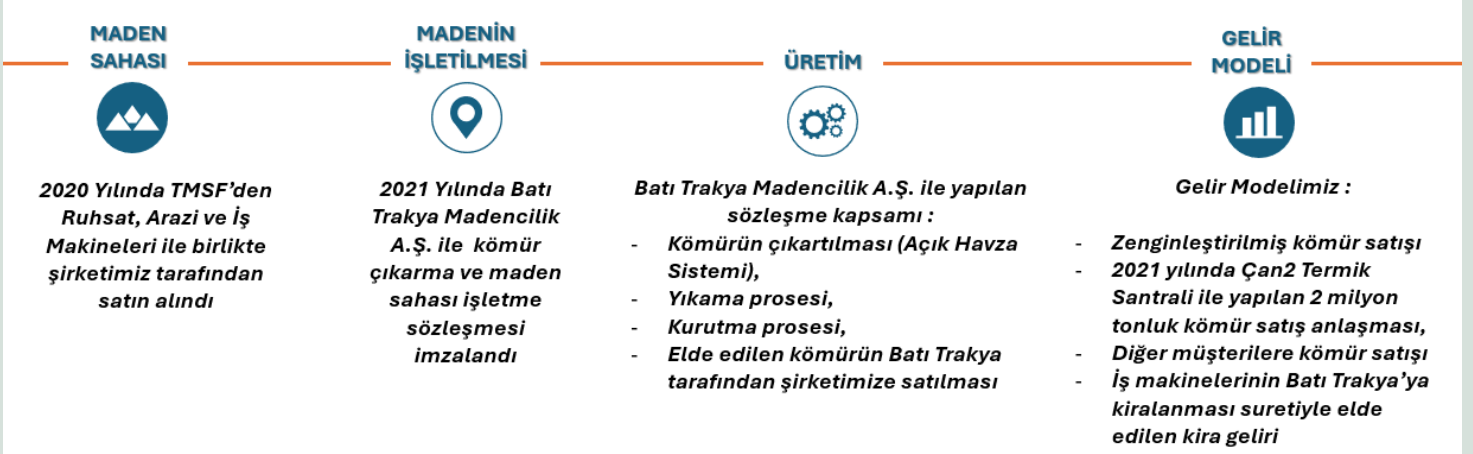 MADEN
SAHASI
2020 Yılında TMSF’den
Ruhsat, Arazi ve İş
Makineleri ile birlikte
şirketimiz tarafından
satın alındı
MADENİN
İŞLETİLMESİ
2021 Yılında Batı
Trakya Madencilik
A.Ş. ile kömür
çıkarma ve maden
sahası işletme
sözleşmesi
imzalandı
ÜRETİM
Batı Trakya Madencilik A.Ş. ile yapılan
sözleşme kapsamı :
- Kömürün çıkartılması (Açık Havza
Sistemi),
- Yıkama prosesi,
- Kurutma prosesi,
- Elde edilen kömürün Batı Trakya
tarafından şirketimize satılması
GELİR
MODELİ
Gelir Modelimiz :
- Zenginleştirilmiş kömür satışı
- 2021 yılında Çan2 Termik
Santrali ile yapılan 2 milyon
tonluk kömür satış anlaşması,
- Diğer müşterilere kömür satışı
- İş makinelerinin Batı Trakya’ya
kiralanması suretiyle elde
edilen kira geliri